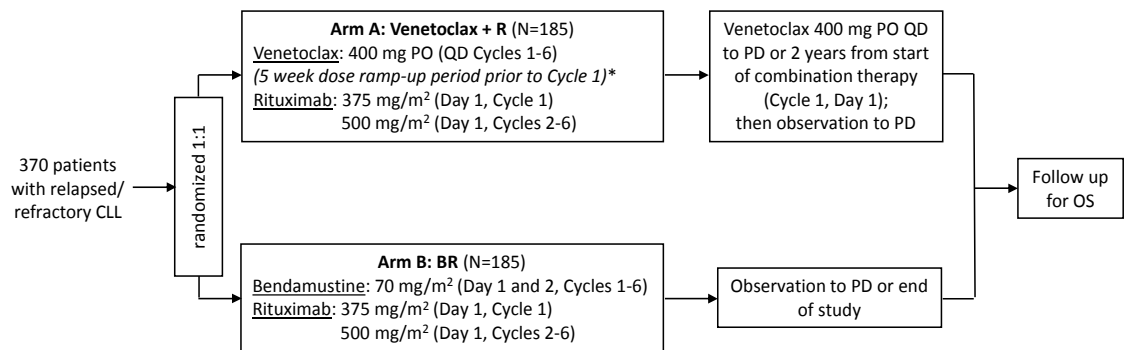 370 patients
with relapsed/
refractory CLL
randomized 1:1
Arm A: Venetoclax + R (N=185)
Venetoclax: 400 mg PO (QD Cycles 1-6)
(5 week dose ramp-up period prior to Cycle 1)*
Rituximab: 375 mg/m² (Day 1, Cycle 1)
500 mg/m² (Day 1, Cycles 2-6)
Venetoclax 400 mg PO QD
to PD or 2 years from start
of combination therapy
(Cycle 1, Day 1);
then observation to PD
Arm B: BR (N=185)
Bendamustine: 70 mg/m² (Day 1 and 2, Cycles 1-6)
Rituximab: 375 mg/m² (Day 1, Cycle 1)
500 mg/m² (Day 1, Cycles 2-6)
Observation to PD or end
of study
Follow up
for OS